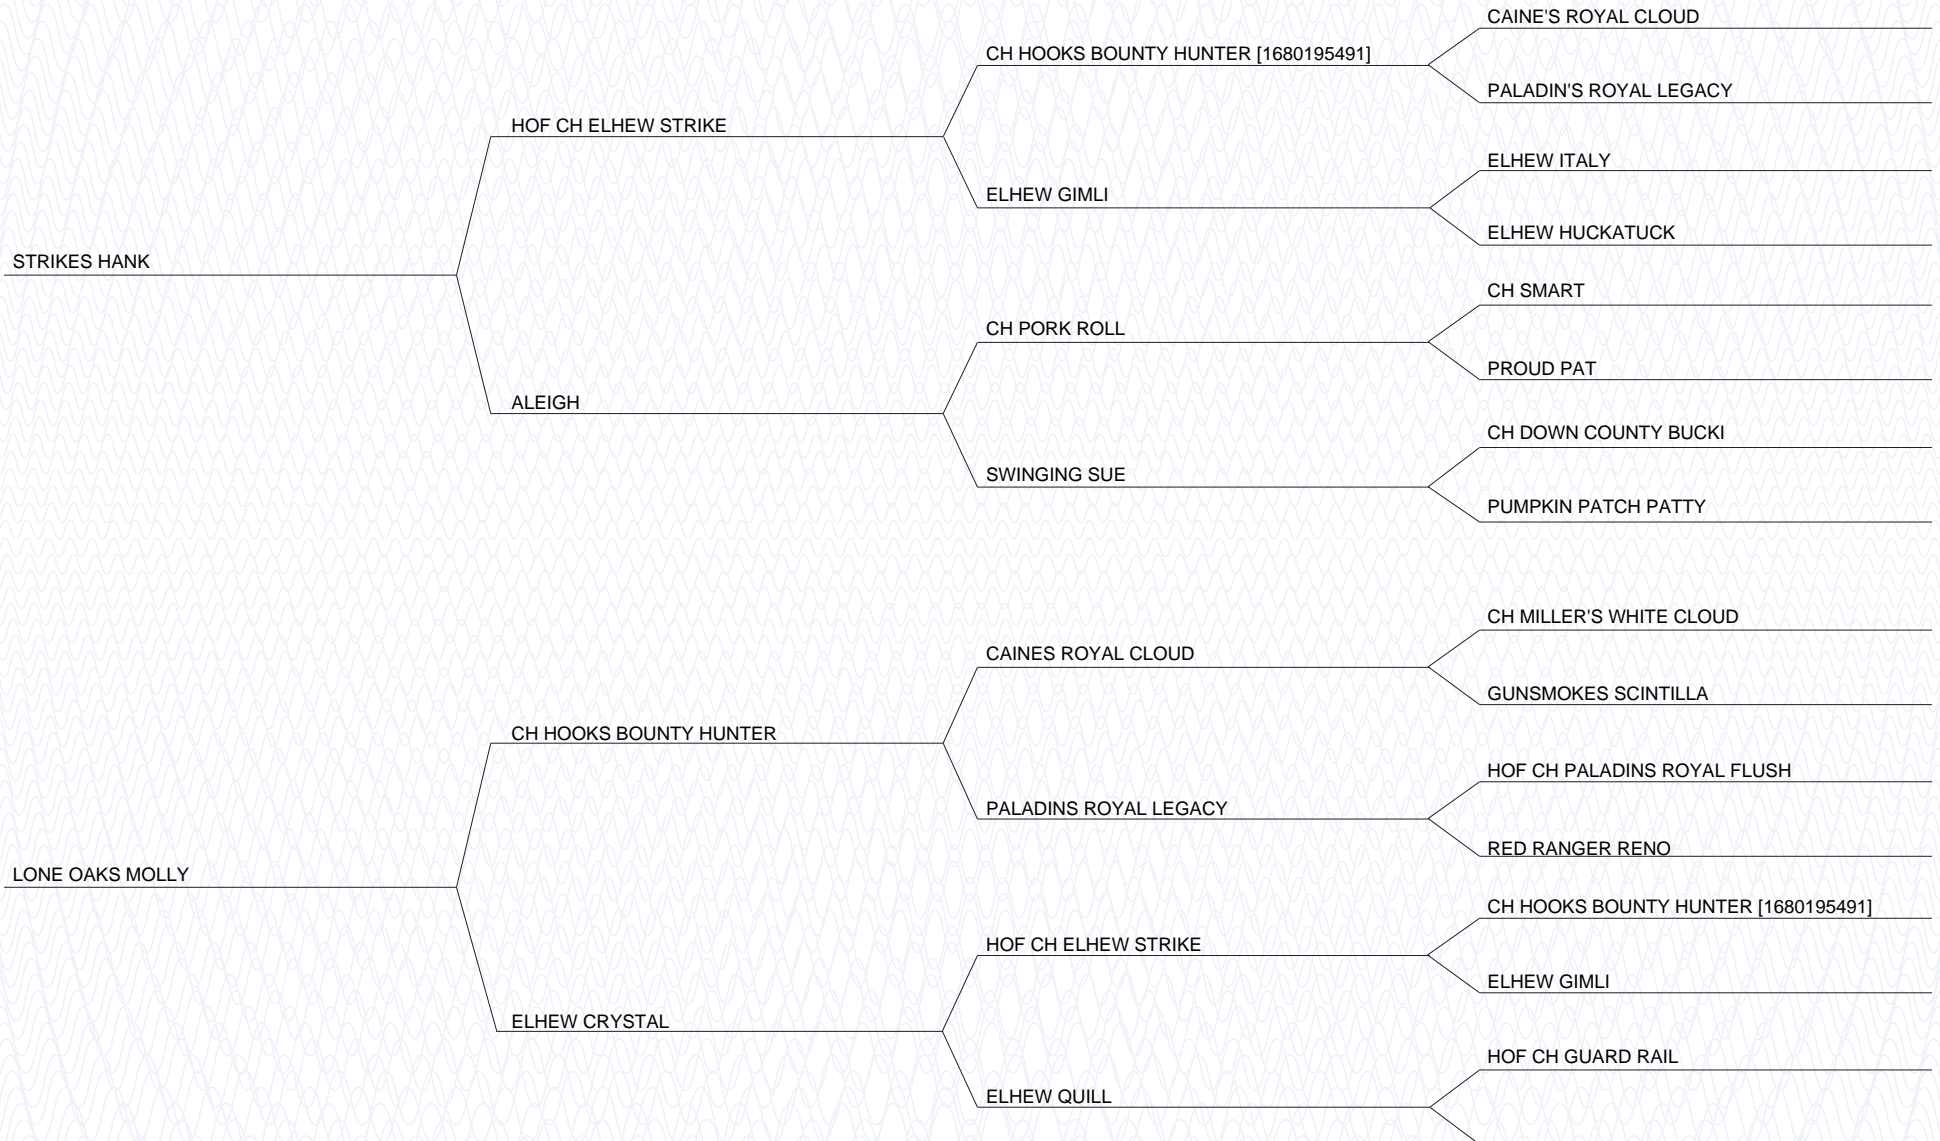 CAINE'S ROYAL CLOUD
CH HOOKS BOUNTY HUNTER [1680195491]
PALADIN'S ROYAL LEGACY
HOF CH ELHEW STRIKE
ELHEW ITALY
ELHEW GIMLI
ELHEW HUCKATUCK
STRIKES HANK
CH SMART
CH PORK ROLL
PROUD PAT
ALEIGH
CH DOWN COUNTY BUCKI
SWINGING SUE
PUMPKIN PATCH PATTY
CH MILLER'S WHITE CLOUD
CAINES ROYAL CLOUD
GUNSMOKES SCINTILLA
CH HOOKS BOUNTY HUNTER
HOF CH PALADINS ROYAL FLUSH
PALADINS ROYAL LEGACY
RED RANGER RENO
LONE OAKS MOLLY
CH HOOKS BOUNTY HUNTER [1680195491]
HOF CH ELHEW STRIKE
ELHEW GIMLI
ELHEW CRYSTAL
HOF CH GUARD RAIL
ELHEW QUILL